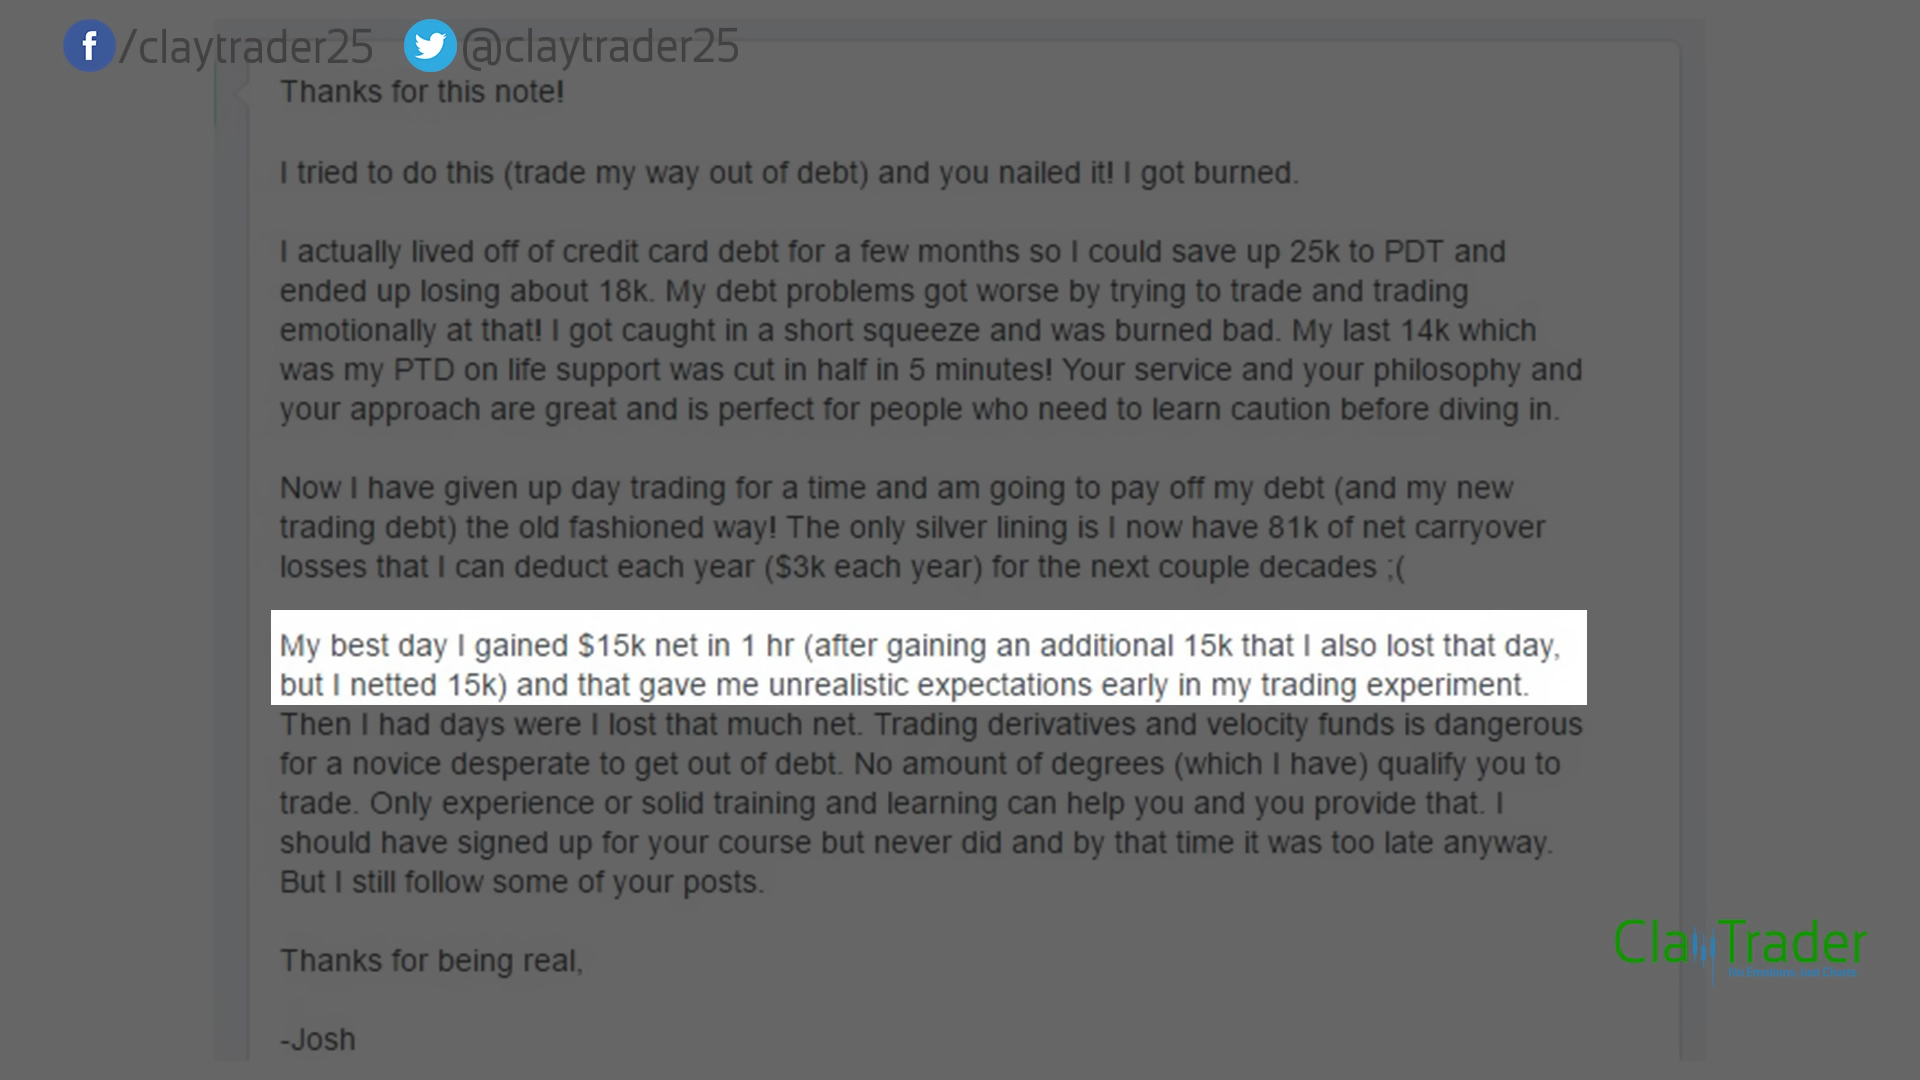 f /claytrader25 @claytrader25
Thanks for this note!
I tried to do this (trade my way out of debt) and you nailed it! I got burned.
I actually lived off of credit card debt for a few months so I could save up 25k to PDT and
ended up losing about 18k. My debt problems got worse by trying to trade and trading
emotionally at that! I got caught in a short squeeze and was burned bad. My last 14k which
was my PTD on life support was cut in half in 5 minutes! Your service and your philosophy and
your approach are great and is perfect for people who need to learn caution before diving in.
Now I have given up day trading for a time and am going to pay off my debt (and my new
trading debt) the old fashioned way! The only silver lining is I now have 81k of net carryover
losses that I can deduct each year ($3k each year) for the next couple decades ;(
My best day I gained $15k net in 1 hr (after gaining an additional 15k that I also lost that day,
but I netted 15k) and that gave me unrealistic expectations early in my trading experiment.
Then I had days were I lost that much net. Trading derivatives and velocity funds is dangerous
for a novice desperate to get out of debt. No amount of degrees (which I have) qualify you to
trade. Only experience or solid training and learning can help you and you provide that. I
should have signed up for your course but never did and by that time it was too late anyway.
But I still follow some of your posts.
Thanks for being real,
-Josh
ClayTrader
No Emotions. Just Charts.